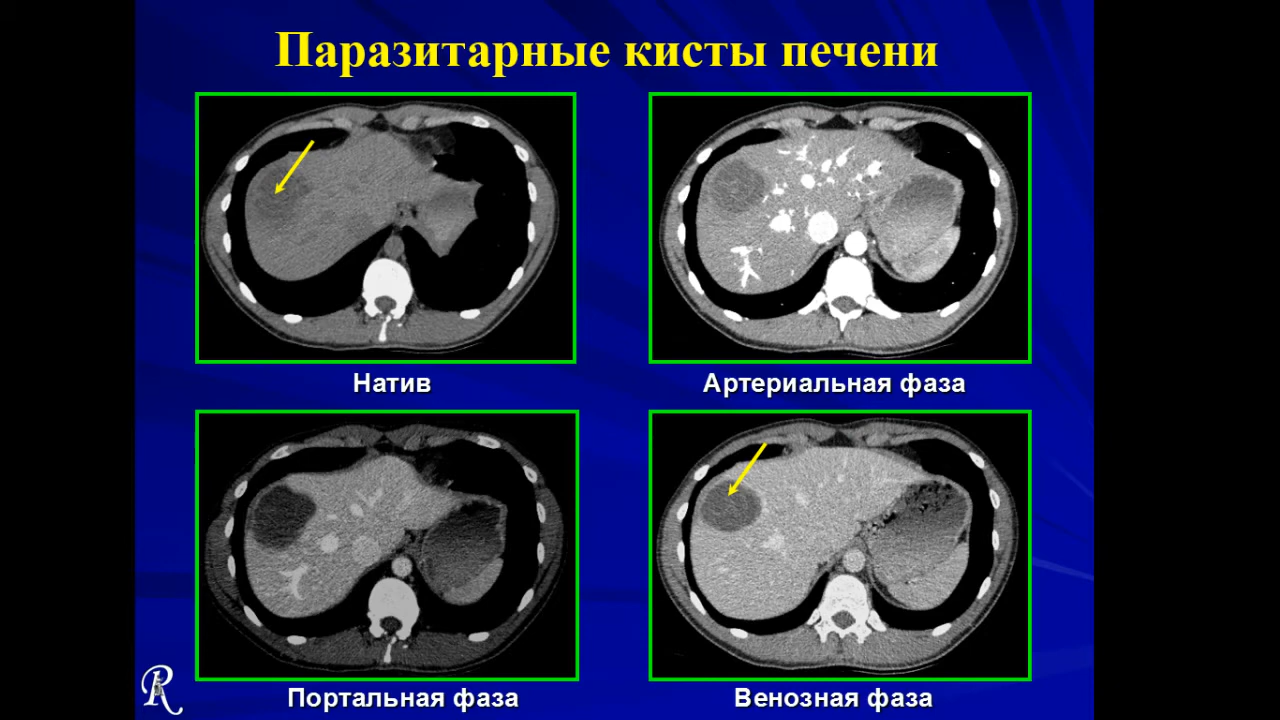 Паразитарные кисты печени
Натив
Артериальная фаза
Портальная фаза
Венозная фаза
R